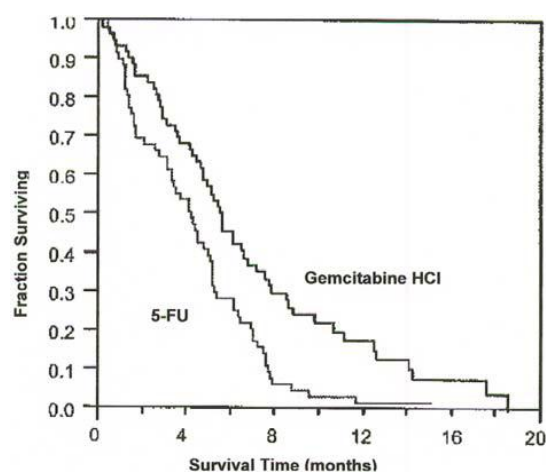 1.0
0.9
0.8
0.7
0.6
0.5
0.4
0.3
0.2
0.1
0.0
Fraction Surviving
Gemcitabine HCl
5-FU
0 4 8 12 16 20
Survival Time (months)